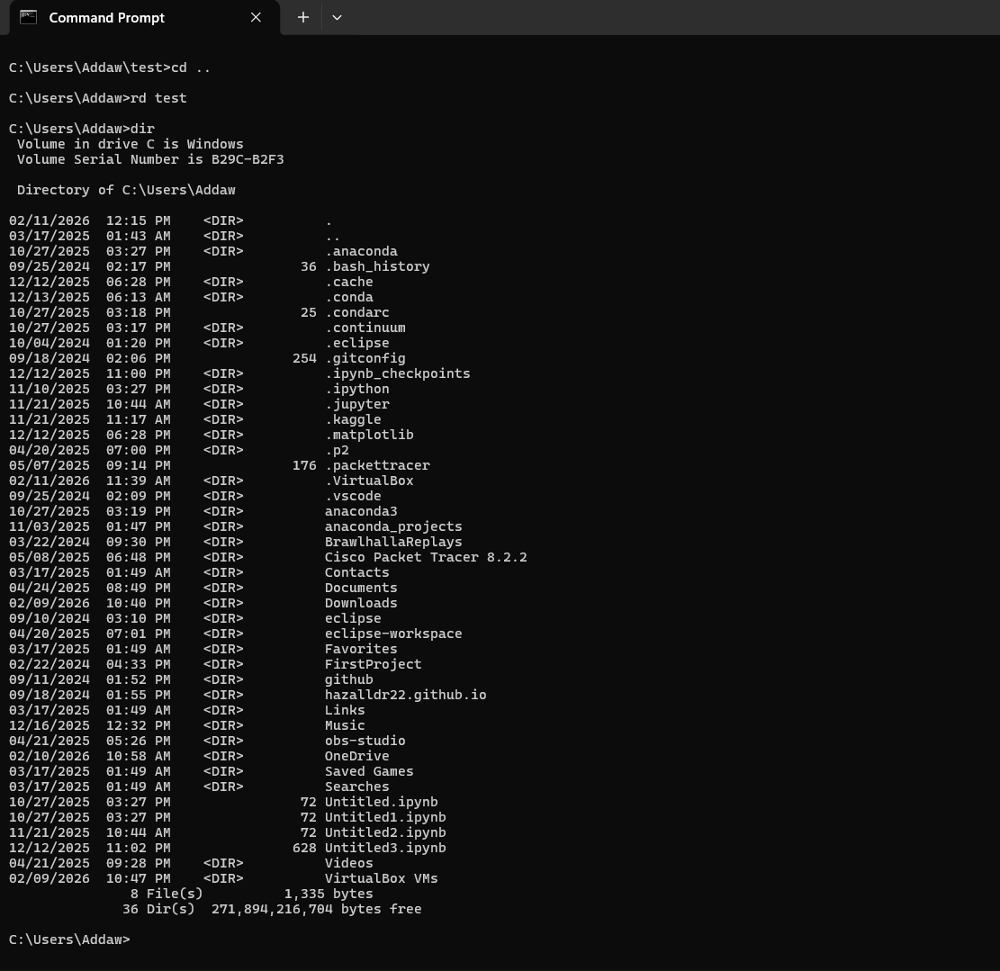 Command Prompt
C:\Users\Addaw\test>cd ..
C:\Users\Addaw>rd test
C:\Users\Addaw>dir
 Volume in drive C is Windows
 Volume Serial Number is B29C-B2F3
 Directory of C:\Users\Addaw
02/11/2026  12:15 PM    <DIR>          .
03/17/2025  01:43 AM    <DIR>          ..
10/27/2025  03:27 PM    <DIR>          .anaconda
09/25/2024  02:17 PM                36 .bash_history
12/12/2025  06:28 PM    <DIR>          .cache
12/13/2025  06:13 AM    <DIR>          .conda
10/27/2025  03:18 PM                25 .condarc
10/27/2025  03:17 PM    <DIR>          .continuum
10/04/2024  01:20 PM    <DIR>          .eclipse
09/18/2024  02:06 PM               254 .gitconfig
12/12/2025  11:00 PM    <DIR>          .ipynb_checkpoints
11/10/2025  03:27 PM    <DIR>          .ipython
11/21/2025  10:44 AM    <DIR>          .jupyter
11/21/2025  11:17 AM    <DIR>          .kaggle
12/12/2025  06:28 PM    <DIR>          .matplotlib
04/20/2025  07:00 PM    <DIR>          .p2
05/07/2025  09:14 PM               176 .packettracer
02/11/2026  11:39 AM    <DIR>          .VirtualBox
09/25/2024  02:09 PM    <DIR>          .vscode
10/27/2025  03:19 PM    <DIR>          anaconda3
11/03/2025  01:47 PM    <DIR>          anaconda_projects
03/22/2024  09:30 PM    <DIR>          BrawlhallaReplays
05/08/2025  06:48 PM    <DIR>          Cisco Packet Tracer 8.2.2
03/17/2025  01:49 AM    <DIR>          Contacts
04/24/2025  08:49 PM    <DIR>          Documents
02/09/2026  10:40 PM    <DIR>          Downloads
09/10/2024  03:10 PM    <DIR>          eclipse
04/20/2025  07:01 PM    <DIR>          eclipse-workspace
03/17/2025  01:49 AM    <DIR>          Favorites
02/22/2024  04:33 PM    <DIR>          FirstProject
09/11/2024  01:52 PM    <DIR>          github
09/18/2024  01:55 PM    <DIR>          hazalldr22.github.io
03/17/2025  01:49 AM    <DIR>          Links
12/16/2025  12:32 PM    <DIR>          Music
04/21/2025  05:26 PM    <DIR>          obs-studio
02/10/2026  10:58 AM    <DIR>          OneDrive
03/17/2025  01:49 AM    <DIR>          Saved Games
03/17/2025  01:49 AM    <DIR>          Searches
10/27/2025  03:27 PM                72 Untitled.ipynb
10/27/2025  03:27 PM                72 Untitled1.ipynb
11/21/2025  10:44 AM                72 Untitled2.ipynb
12/12/2025  11:02 PM               628 Untitled3.ipynb
04/21/2025  09:28 PM    <DIR>          Videos
02/09/2026  10:47 PM    <DIR>          VirtualBox VMs
               8 File(s)          1,335 bytes
              36 Dir(s)  271,894,216,704 bytes free
C:\Users\Addaw>